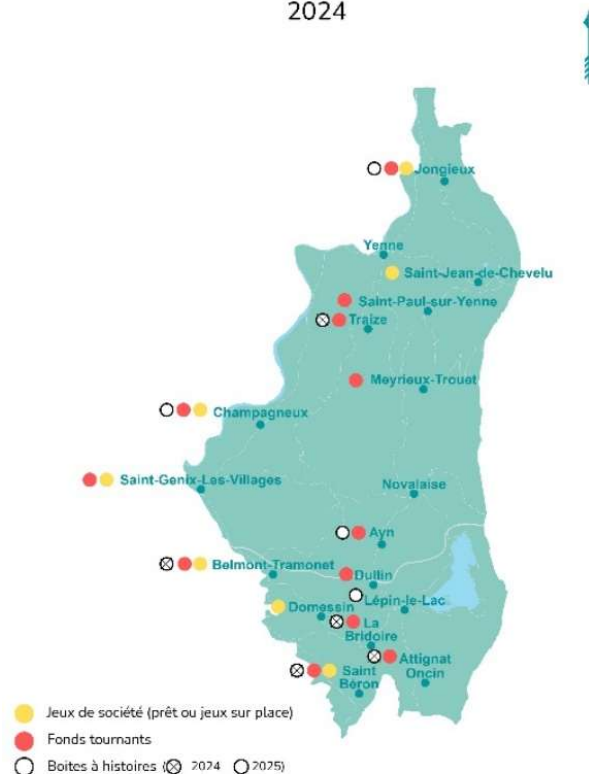 2024
Jongieux
Yenne
Saint-Jean-de-Chevelu
Saint-Paul-sur-Yenne
Traize
Meyrieux-Trouet
Champagneux
Saint-Genix-Les-Villages
Novalaise
Ayn
Belmont-Tramonet
Dullin
Lépin-le-Lac
Domessin
La
Bridoire
Attignat
Oncin
Saint
Béron
Jeux de société (prêt ou jeux sur place)
Fonds tournants
Boites à histoires (⊗ 2024 ○ 2025)